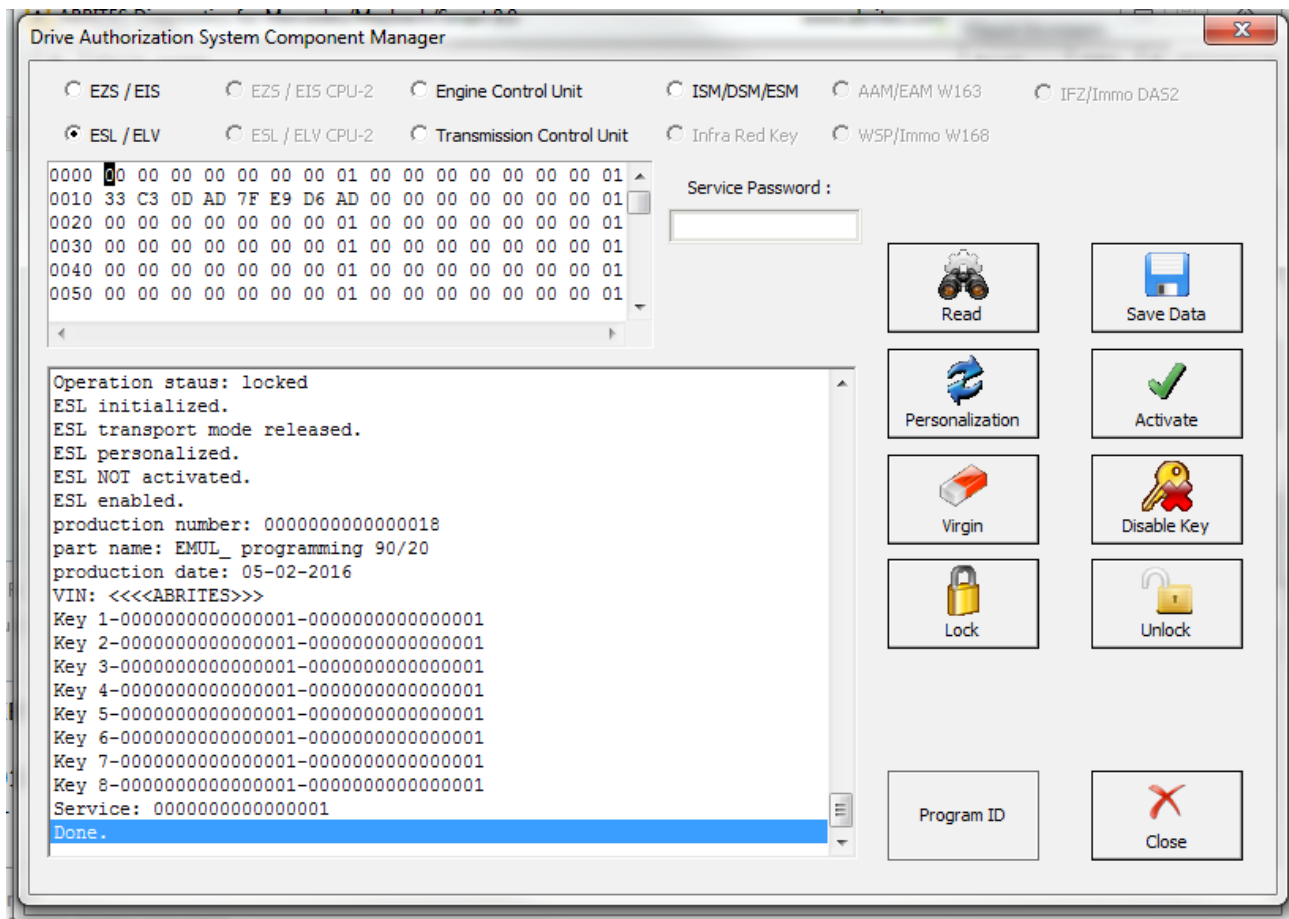 Drive Authorization System Component Manager
EZS / EIS
EZS / EIS CPU-2
Engine Control Unit
ISM/DSM/ESM
AAM/EAM W163
IFZ/Immo DAS2
ESL / ELV
ESL / ELV CPU-2
Transmission Control Unit
Infra Red Key
WSP/Immo W168
0000 00 00 00 00 00 00 00 01 00 00 00 00 00 00 00 01
0010 33 C3 0D AD 7F E9 D6 AD 00 00 00 00 00 00 00 01
0020 00 00 00 00 00 00 00 01 00 00 00 00 00 00 00 01
0030 00 00 00 00 00 00 00 01 00 00 00 00 00 00 00 01
0040 00 00 00 00 00 00 00 01 00 00 00 00 00 00 00 01
0050 00 00 00 00 00 00 00 01 00 00 00 00 00 00 00 01
Service Password :
Read
Save Data
Personalization
Activate
Virgin
Disable Key
Lock
Unlock
Program ID
Close
Operation staus: locked
ESL initialized.
ESL transport mode released.
ESL personalized.
ESL NOT activated.
ESL enabled.
production number: 0000000000000018
part name: EMUL_ programming 90/20
production date: 05-02-2016
VIN: <<<<ABRITES>>>
Key 1-0000000000000001-0000000000000001
Key 2-0000000000000001-0000000000000001
Key 3-0000000000000001-0000000000000001
Key 4-0000000000000001-0000000000000001
Key 5-0000000000000001-0000000000000001
Key 6-0000000000000001-0000000000000001
Key 7-0000000000000001-0000000000000001
Key 8-0000000000000001-0000000000000001
Service: 0000000000000001
Done.